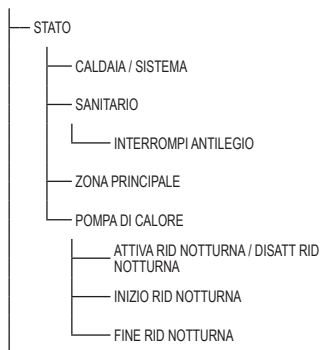 STATO
CALDAIA / SISTEMA
SANITARIO
INTERROMPI ANTILEGIO
ZONA PRINCIPALE
POMPA DI CALORE
ATTIVA RID NOTTURNA / DISATT RID
NOTTURNA
INIZIO RID NOTTURNA
FINE RID NOTTURNA